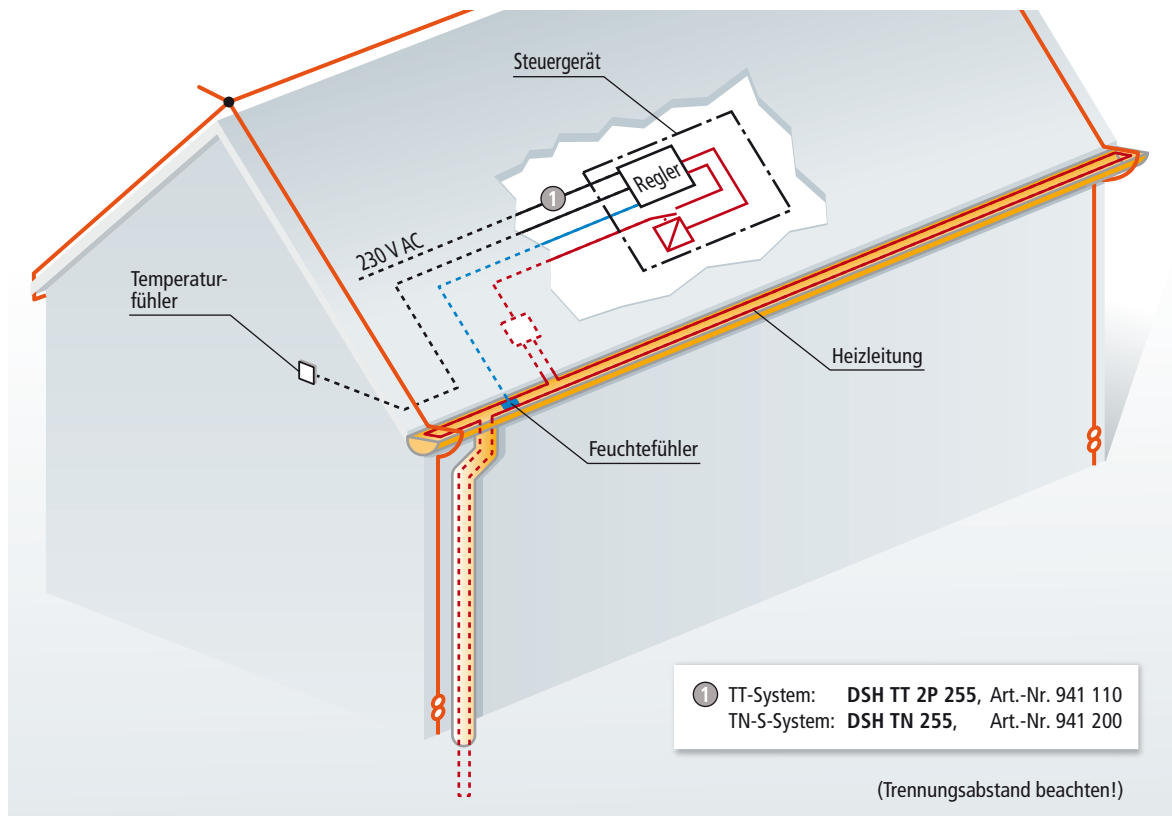 Steuergerät
Regler
1
230 V AC
Temperatur-
fühler
Heizleitung
Feuchtefühler
1 TT-System: DSH TT 2P 255, Art.-Nr. 941 110
TN-S-System: DSH TN 255, Art.-Nr. 941 200
(Trennungsabstand beachten!)